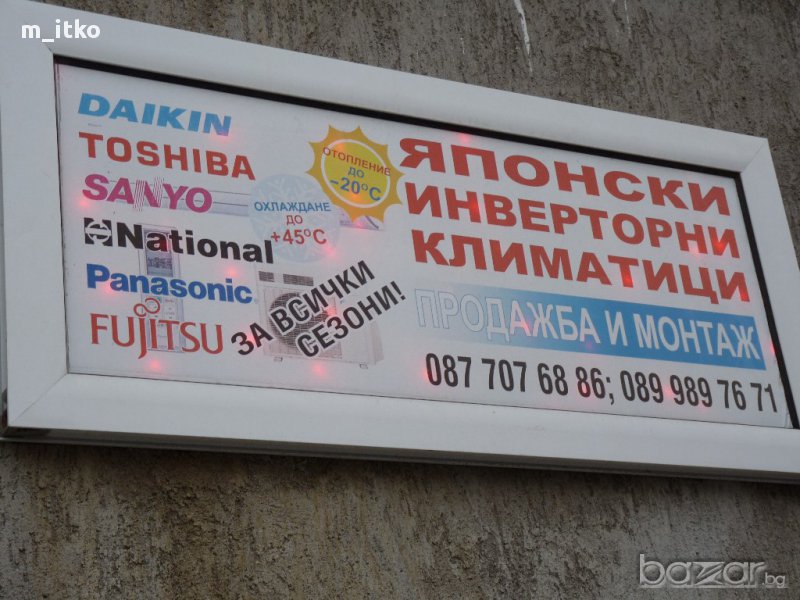 m_itko
DAIKIN
TOSHIBA
SANYO
National
Panasonic
FUJITSU
ОТОПЛЕНИЕ
ДО
-20°C
ОХЛАЖДАНЕ
ДО
+45°C
ЗА ВСИЧКИ
СЕЗОНИ!
ЯПОНСКИ
ИНВЕРТОРНИ
КЛИМАТИЦИ
ПРОДАЖБА И МОНТАЖ
087 707 68 86; 089 989 76 71
bazar.bg